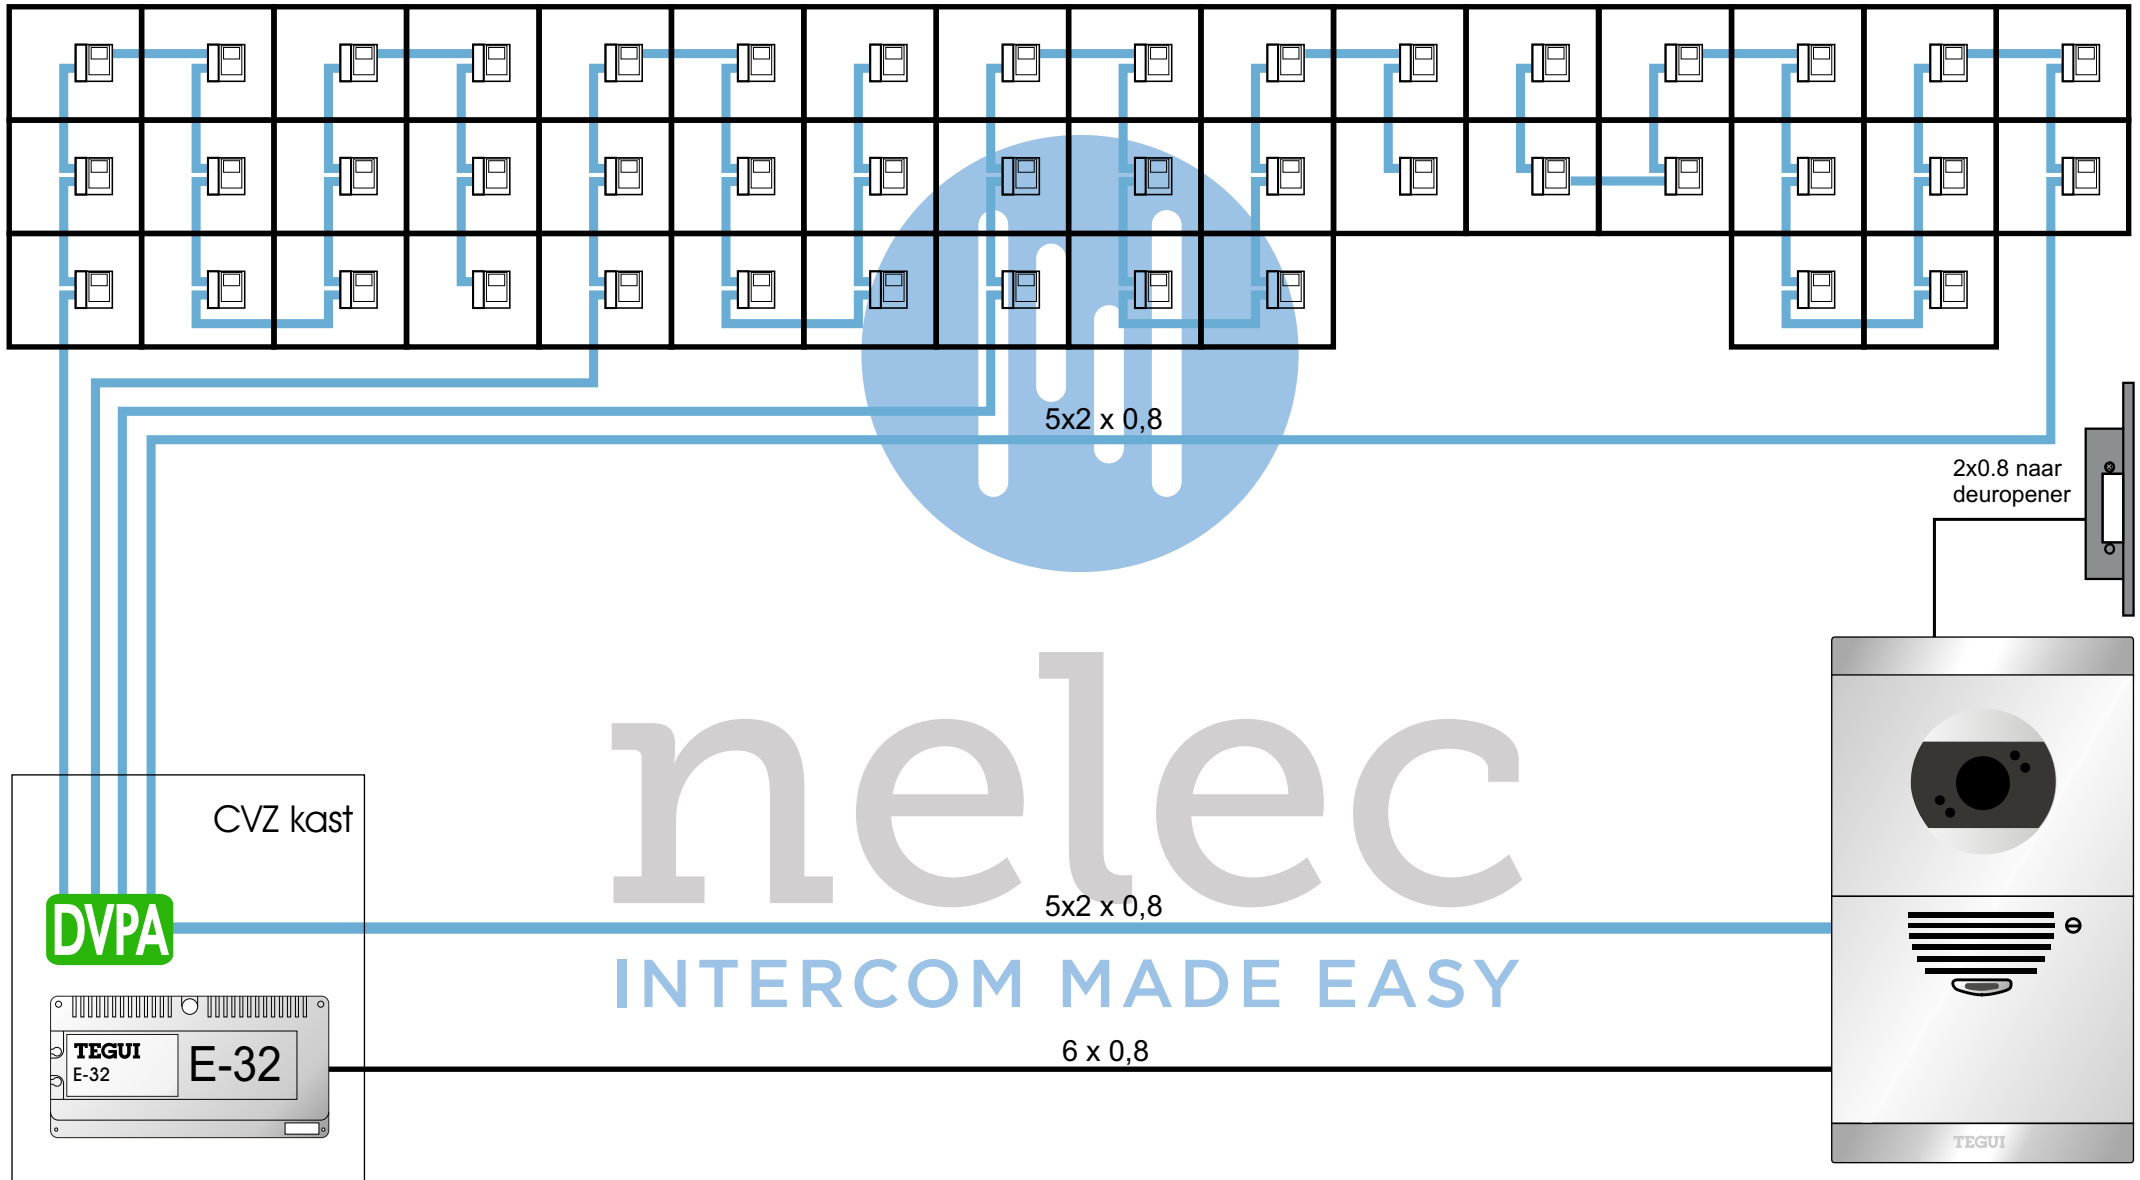 5x2 x 0,8
2x0.8 naar
deuropener
nelec
CVZ kast
5x2 x 0,8
DVPA
INTERCOM MADE EASY
TEGUI
E-32
E-32
6 x 0,8
TEGUI